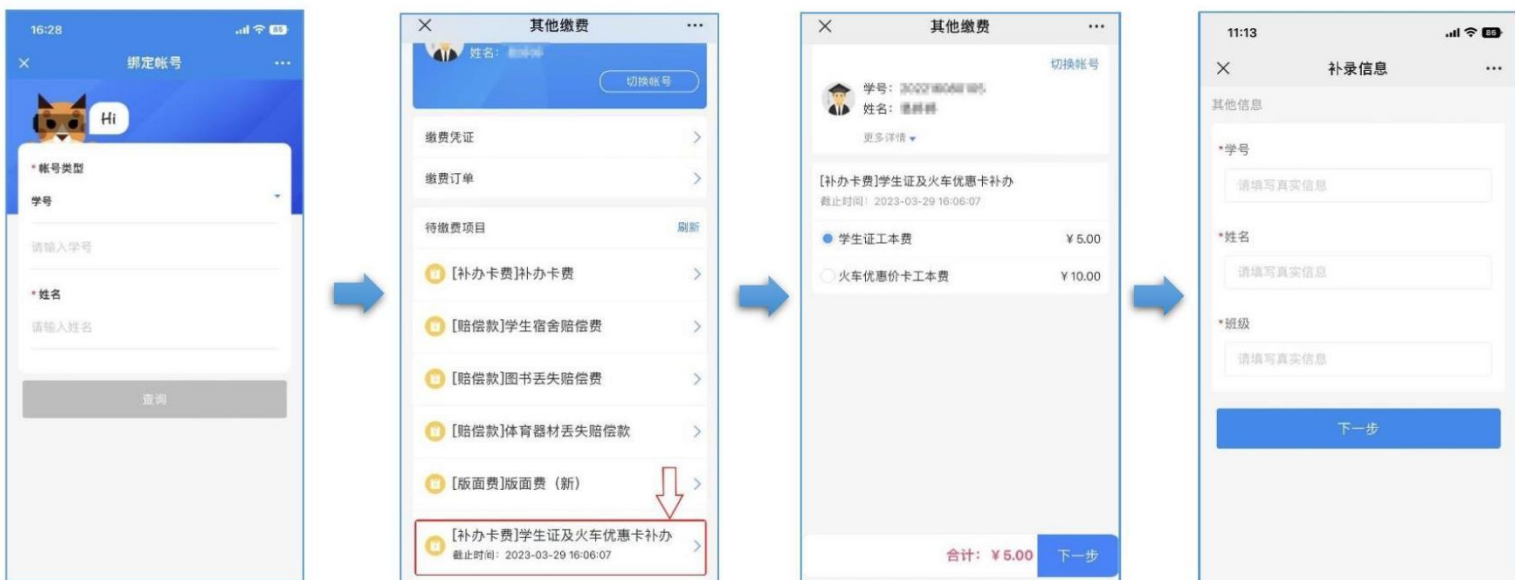 16:28
86
绑定帐号
Hi
*帐号类型
学号
请输入学号
*姓名
请输入姓名
查询
其他缴费
姓名：
切换帐号
缴费凭证
缴费订单
待缴费项目
刷新
[补办卡费]补办卡费
[赔偿款]学生宿舍赔偿费
[赔偿款]图书丢失赔偿费
[赔偿款]体育器材丢失赔偿款
[版面费]版面费（新）
[补办卡费]学生证及火车优惠卡补办
截止时间：2023-03-29 16:06:07
其他缴费
切换帐号
学号：
姓名：
更多详情
[补办卡费]学生证及火车优惠卡补办
截止时间：2023-03-29 16:06:07
学生证工本费 ¥ 5.00
火车优惠价卡工本费 ¥ 10.00
合计：¥ 5.00
下一步
11:13
86
补录信息
其他信息
*学号
请填写真实信息
*姓名
请填写真实信息
*班级
请填写真实信息
下一步